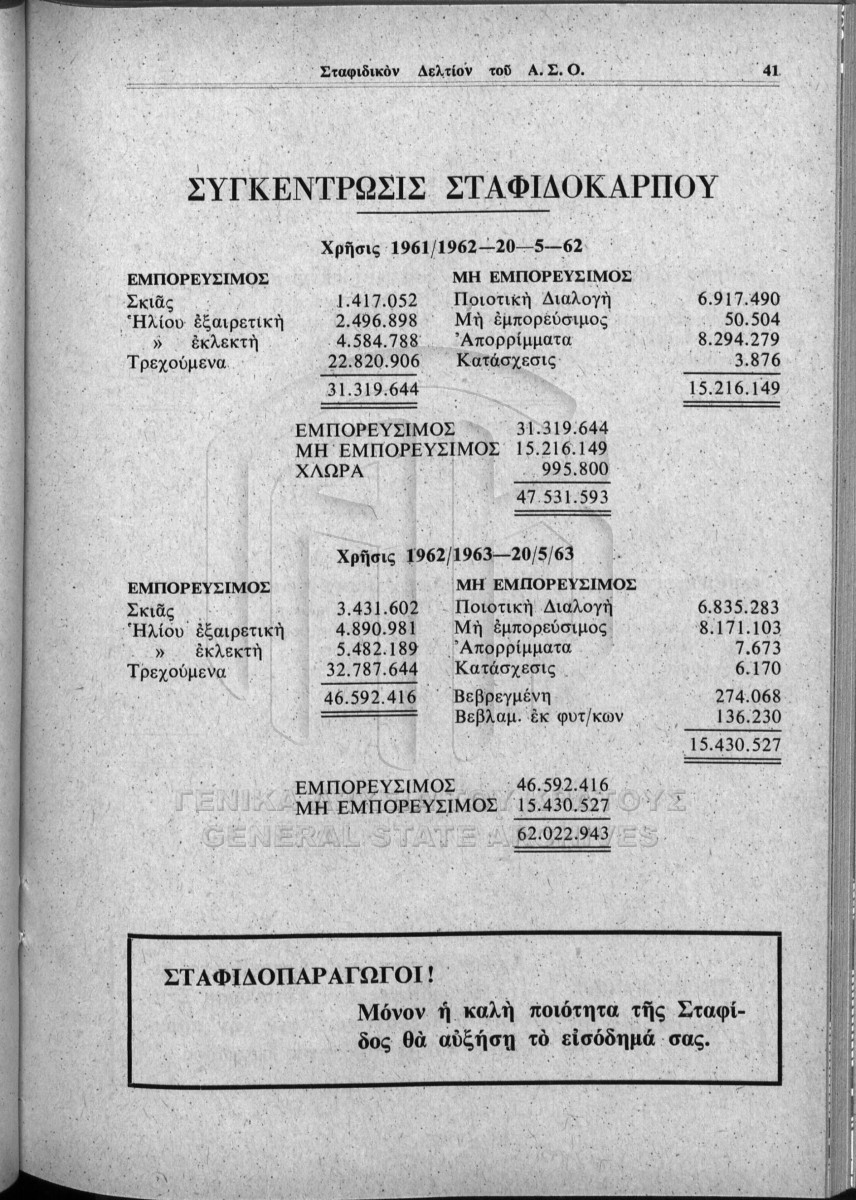 Σταφιδικὸν Δελτίον τοῦ Α. Σ. Ο. 41
ΣΥΓΚΕΝΤΡΩΣΙΣ ΣΤΑΦΙΔΟΚΑΡΠΟΥ
Χρῆσις 1961/1962—20—5—62
ΕΜΠΟΡΕΥΣΙΜΟΣ ΜΗ ΕΜΠΟΡΕΥΣΙΜΟΣ
Σκιᾶς 1.417.052 Ποιοτικὴ Διαλογὴ 6.917.490
Ἡλίου ἐξαιρετικὴ 2.496.898 Μὴ ἐμπορεύσιμος 50.504
» ἐκλεκτὴ 4.584.788 Ἀπορρίμματα 8.294.279
Τρεχούμενα 22.820.906 Κατάσχεσις 3.876
31.319.644 15.216.149
ΕΜΠΟΡΕΥΣΙΜΟΣ 31.319.644
ΜΗ ΕΜΠΟΡΕΥΣΙΜΟΣ 15.216.149
ΧΛΩΡΑ 995.800
47.531.593
Χρῆσις 1962/1963—20/5/63
ΕΜΠΟΡΕΥΣΙΜΟΣ ΜΗ ΕΜΠΟΡΕΥΣΙΜΟΣ
Σκιᾶς 3.431.602 Ποιοτικὴ Διαλογὴ 6.835.283
Ἡλίου ἐξαιρετικὴ 4.890.981 Μὴ ἐμπορεύσιμος 8.171.103
» ἐκλεκτὴ 5.482.189 Ἀπορρίμματα 7.673
Τρεχούμενα 32.787.644 Κατάσχεσις 6.170
46.592.416 Βεβρεγμένη 274.068
Βεβλαμ. ἐκ φυτ/κων 136.230
15.430.527
ΕΜΠΟΡΕΥΣΙΜΟΣ 46.592.416
ΜΗ ΕΜΠΟΡΕΥΣΙΜΟΣ 15.430.527
62.022.943
ΓΕΝΙΚΑ ΑΡΧΕΙΑ ΤΟΥ ΚΡΑΤΟΥΣ
GENERAL STATE ARCHIVES
ΣΤΑΦΙΔΟΠΑΡΑΓΩΓΟΙ!
Μόνον ἡ καλὴ ποιότητα τῆς Σταφί-
δος θὰ αὐξήσῃ τὸ εἰσόδημά σας.